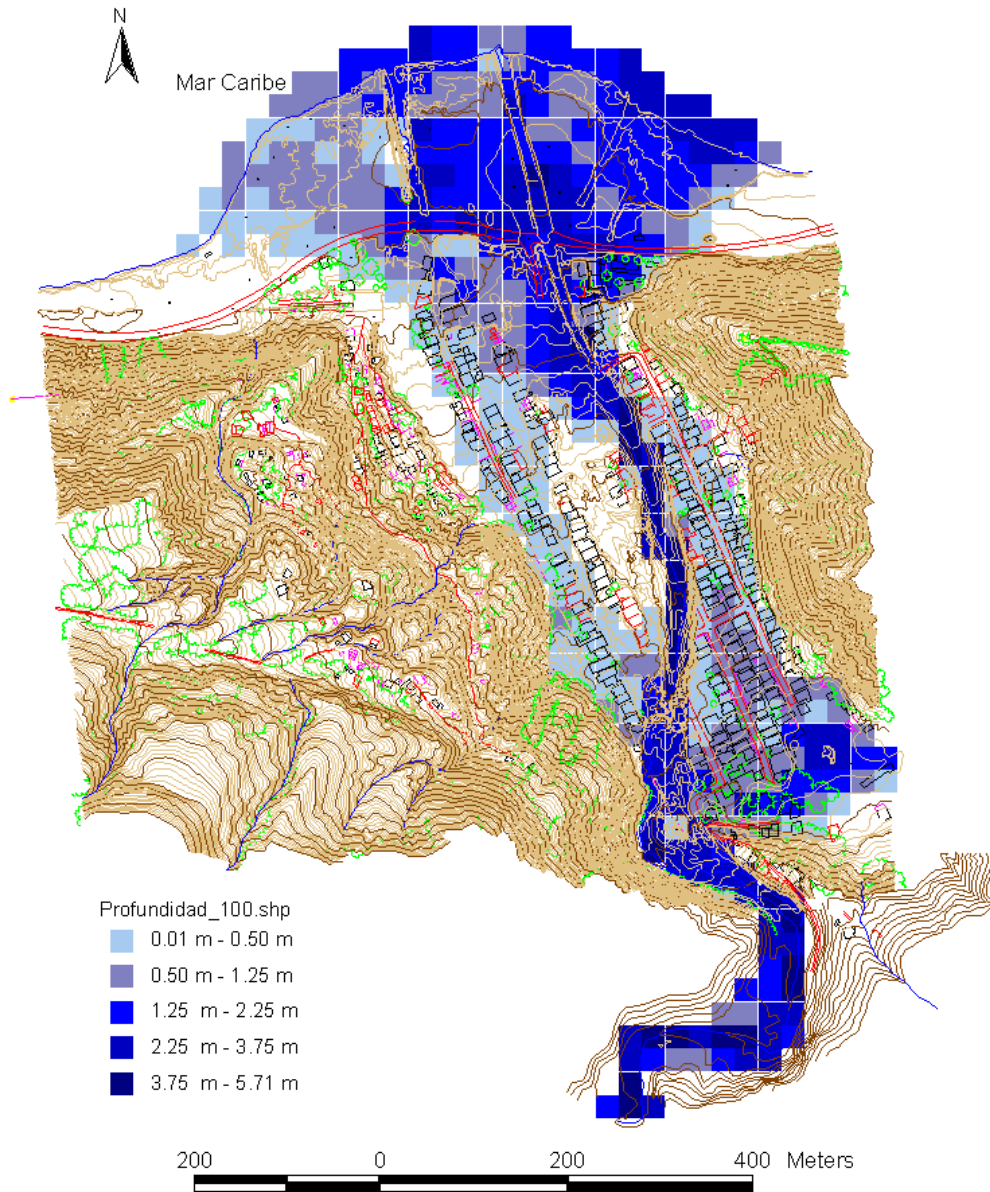 N
Mar Caribe
Profundidad_100.shp
0.01 m - 0.50 m
0.50 m - 1.25 m
1.25 m - 2.25 m
2.25 m - 3.75 m
3.75 m - 5.71 m
200 0 200 400 Meters